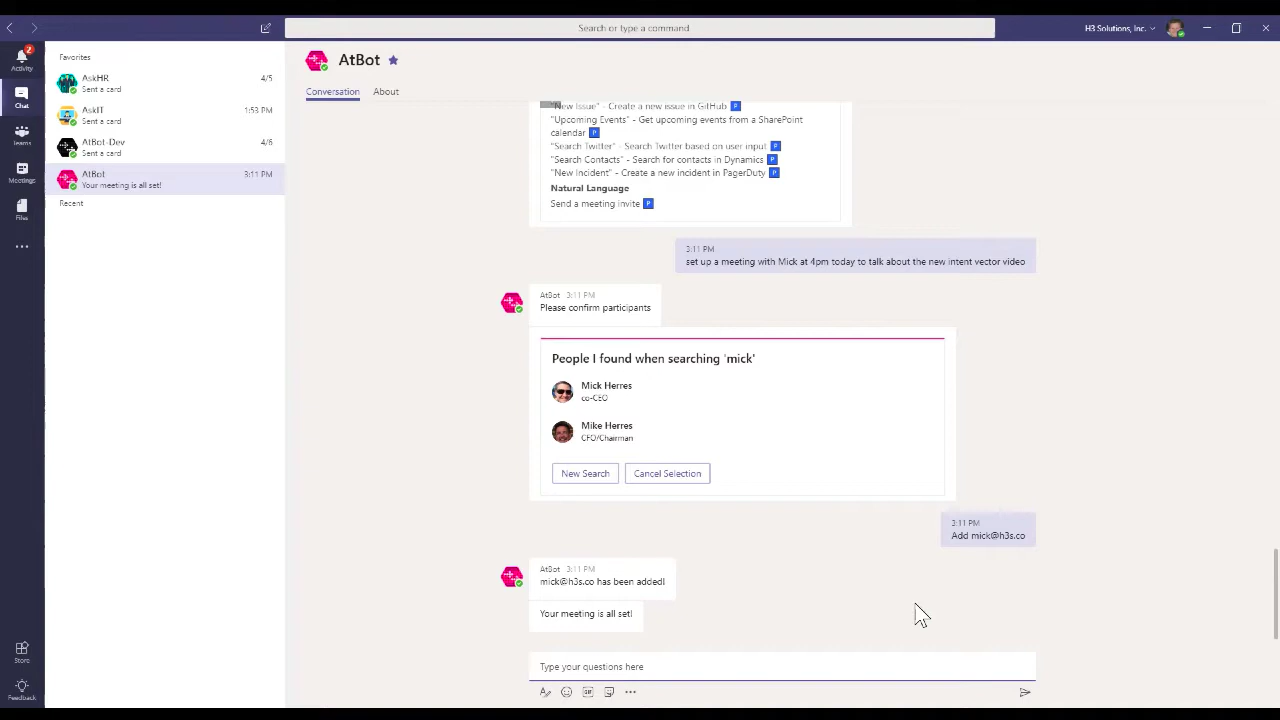 Search or type a command
H3 Solutions, Inc.
2
Activity
Chat
Teams
Meetings
Files
Store
Feedback
Favorites
AskHR 4/5
Sent a card
AskIT 1:53 PM
Sent a card
AtBot-Dev 4/6
Sent a card
AtBot 3:11 PM
Your meeting is all set!
Recent
AtBot
Conversation About
"New Issue" - Create a new issue in GitHub P
"Upcoming Events" - Get upcoming events from a SharePoint
calendar P
"Search Twitter" - Search Twitter based on user input P
"Search Contacts" - Search for contacts in Dynamics P
"New Incident" - Create a new incident in PagerDuty P
Natural Language
Send a meeting invite P
3:11 PM
set up a meeting with Mick at 4pm today to talk about the new intent vector video
AtBot 3:11 PM
Please confirm participants
People I found when searching 'mick'
Mick Herres
co-CEO
Mike Herres
CFO/Chairman
New Search Cancel Selection
3:11 PM
Add mick@h3s.co
AtBot 3:11 PM
mick@h3s.co has been added!
Your meeting is all set!
Type your questions here
GIF